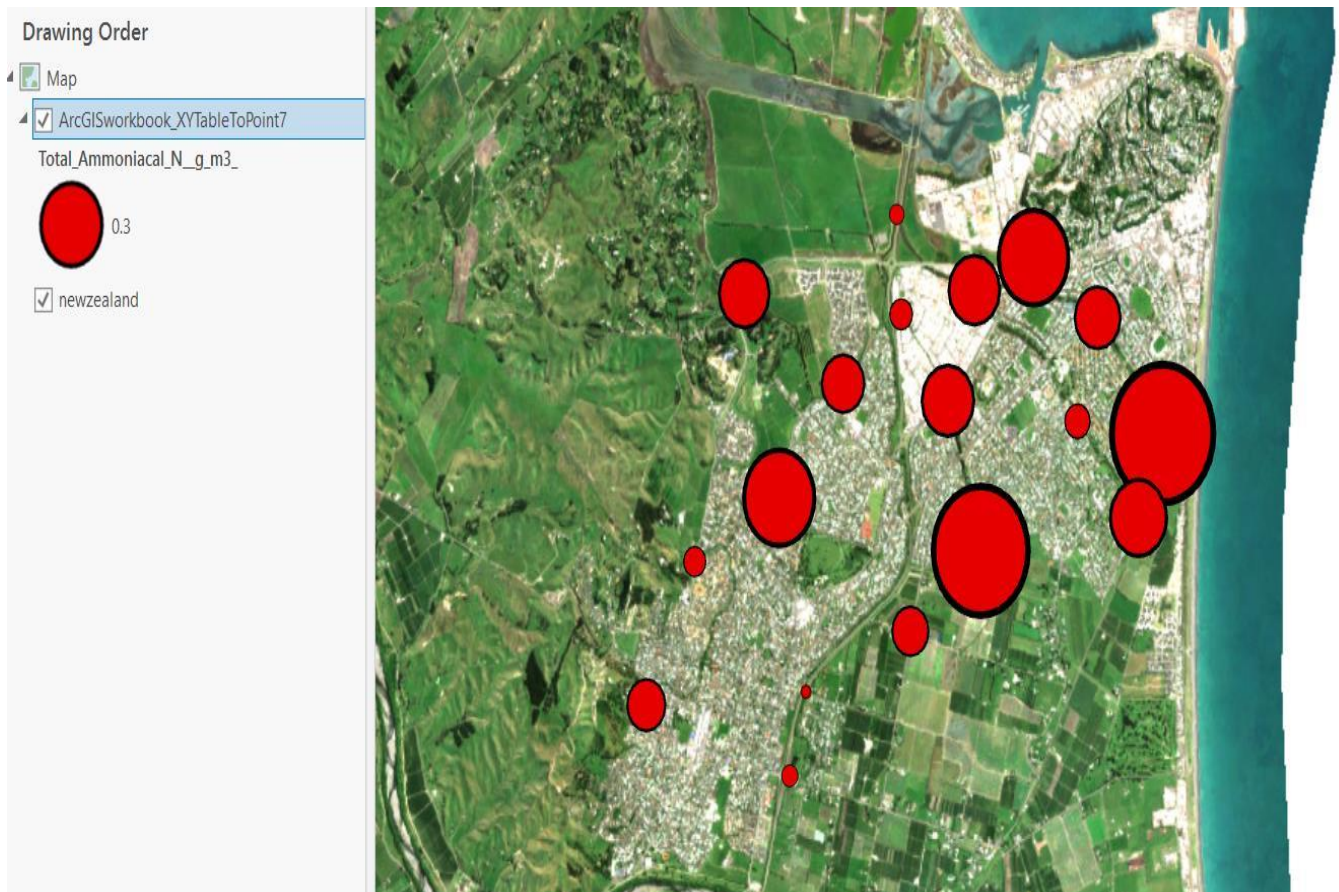 Drawing Order
Map
ArcGISworkbook_XYTableToPoint7
Total_Ammoniacal_N__g_m3_
0.3
newzealand